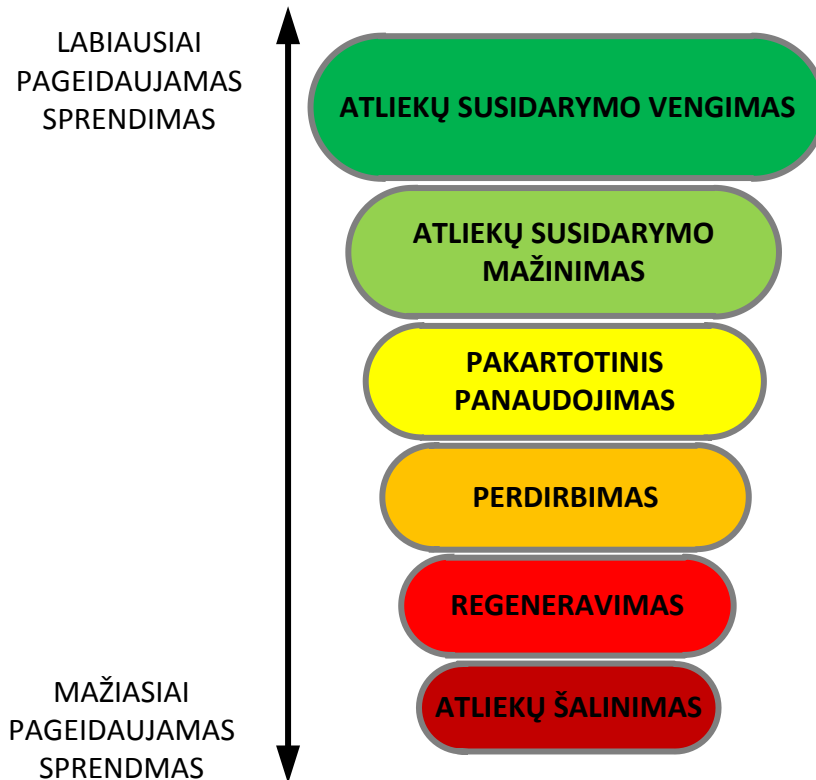 LABIAUSIAI
PAGEIDAUJAMAS
SPRENDIMAS
ATLIEKŲ SUSIDARYMO VENGIMAS
ATLIEKŲ SUSIDARYMO
MAŽINIMAS
PAKARTOTINIS
PANAUDOJIMAS
PERDIRBIMAS
REGENERAVIMAS
ATLIEKŲ ŠALINIMAS
MAŽIASIAI
PAGEIDAUJAMAS
SPRENDMAS